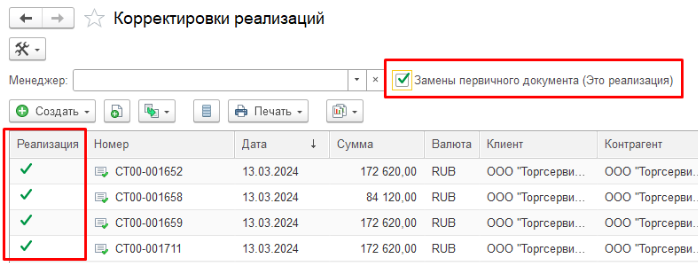 Корректировки реализаций
Менеджер:
Замены первичного документа (Это реализация)
Создать
Печать
Реализация Номер Дата ↓ Сумма Валюта Клиент Контрагент
СТ00-001652 13.03.2024 172 620,00 RUB ООО "Торгсерви... ООО "Торгсерви...
СТ00-001658 13.03.2024 84 120,00 RUB ООО "Торгсерви... ООО "Торгсерви...
СТ00-001659 13.03.2024 172 620,00 RUB ООО "Торгсерви... ООО "Торгсерви...
СТ00-001711 13.03.2024 172 620,00 RUB ООО "Торгсерви... ООО "Торгсерви...